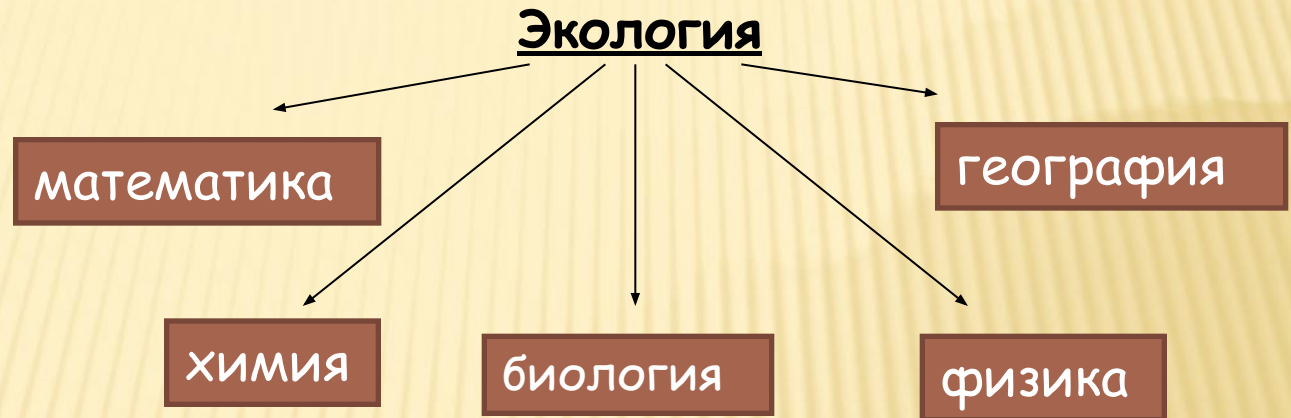 Экология
математика
география
химия
биология
физика